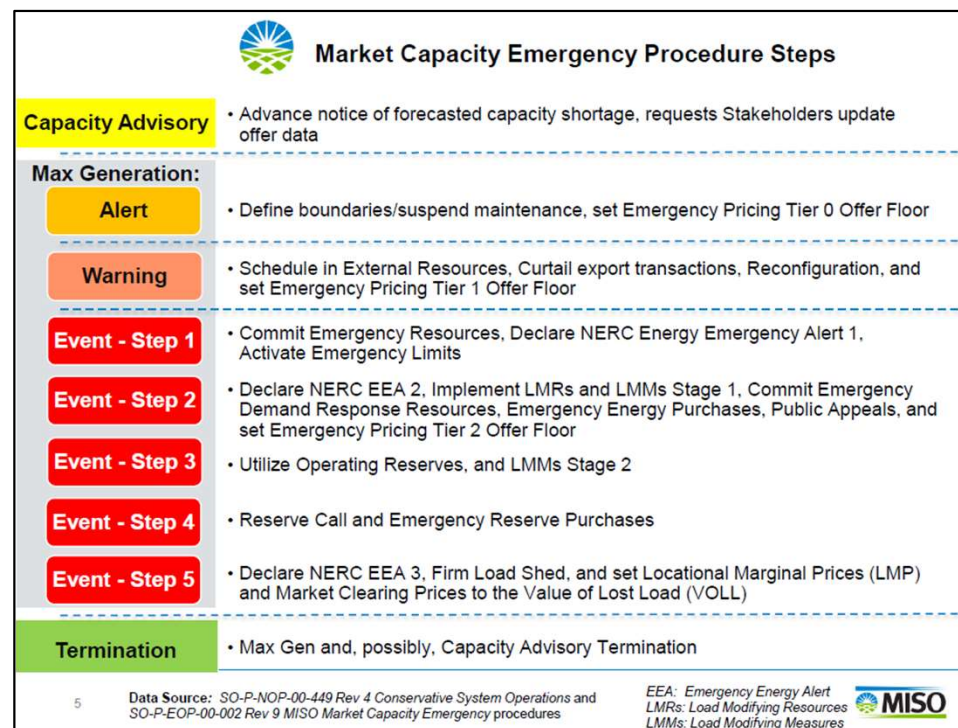 Market Capacity Emergency Procedure Steps
Capacity Advisory
• Advance notice of forecasted capacity shortage, requests Stakeholders update
offer data
Max Generation:
Alert
• Define boundaries/suspend maintenance, set Emergency Pricing Tier 0 Offer Floor
Warning
• Schedule in External Resources, Curtail export transactions, Reconfiguration, and
set Emergency Pricing Tier 1 Offer Floor
Event - Step 1
• Commit Emergency Resources, Declare NERC Energy Emergency Alert 1,
Activate Emergency Limits
Event - Step 2
• Declare NERC EEA 2, Implement LMRs and LMMs Stage 1, Commit Emergency
Demand Response Resources, Emergency Energy Purchases, Public Appeals, and
set Emergency Pricing Tier 2 Offer Floor
Event - Step 3
• Utilize Operating Reserves, and LMMs Stage 2
Event - Step 4
• Reserve Call and Emergency Reserve Purchases
Event - Step 5
• Declare NERC EEA 3, Firm Load Shed, and set Locational Marginal Prices (LMP)
and Market Clearing Prices to the Value of Lost Load (VOLL)
Termination
• Max Gen and, possibly, Capacity Advisory Termination
5
Data Source: SO-P-NOP-00-449 Rev 4 Conservative System Operations and
SO-P-EOP-00-002 Rev 9 MISO Market Capacity Emergency procedures
EEA: Emergency Energy Alert
LMRs: Load Modifying Resources
LMMs: Load Modifying Measures
MISO